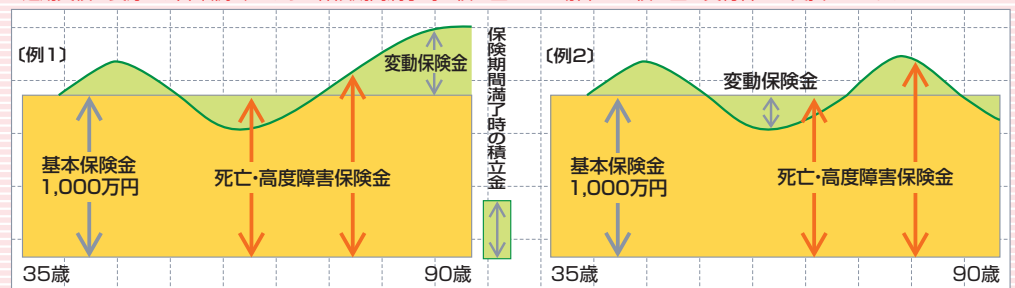 〔例1〕
変動保険金
基本保険金
1,000万円
死亡・高度障害保険金
35歳
90歳
保険期間満了時の積立金
〔例2〕
変動保険金
基本保険金
1,000万円
死亡・高度障害保険金
35歳
90歳